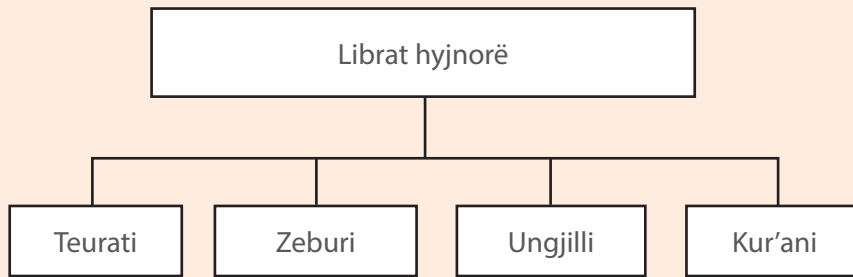 Librat hyjnorë
Teurati
Zeburi
Ungjilli
Kur’ani